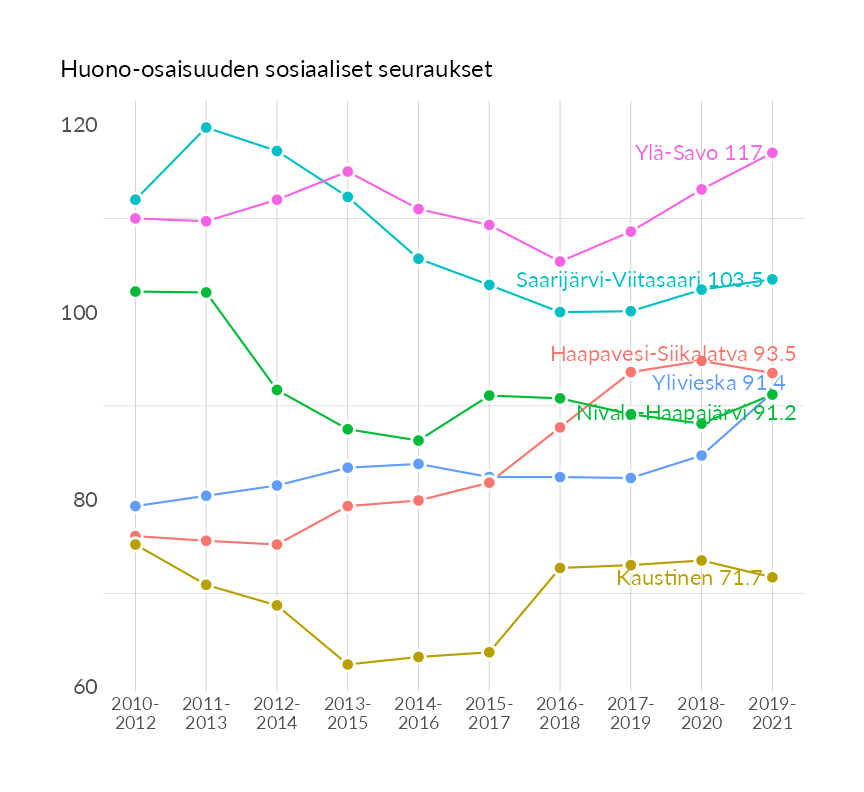 Huono-osaisuuden sosiaaliset seuraukset
120
Ylä-Savo 117
Saarijärvi-Viitasaari 103.5
100
Haapavesi-Siikalatva 93.5
Ylivieska 91.4
Nivala-Haapajärvi 91.2
80
Kaustinen 71.7
60
2010- 2011- 2012- 2013- 2014- 2015- 2016- 2017- 2018- 2019-
2012 2013 2014 2015 2016 2017 2018 2019 2020 2021